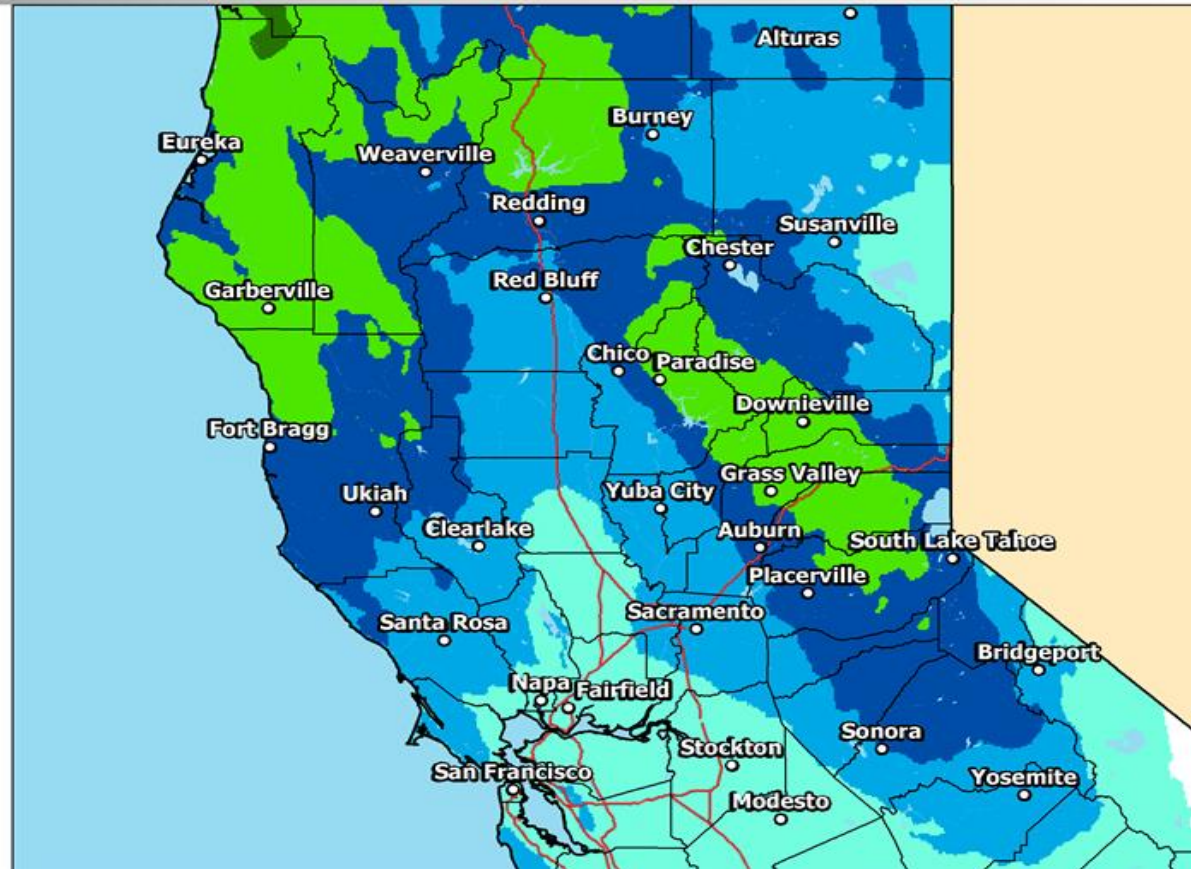 Alturas
Burney
Eureka
Weaverville
Redding
Susanville
Chester
Red Bluff
Garberville
Chico
Paradise
Downieville
Fort Bragg
Grass Valley
Ukiah
Yuba City
Clearlake
Auburn
South Lake Tahoe
Placerville
Sacramento
Santa Rosa
Bridgeport
Napa
Fairfield
Sonora
Stockton
San Francisco
Yosemite
Modesto